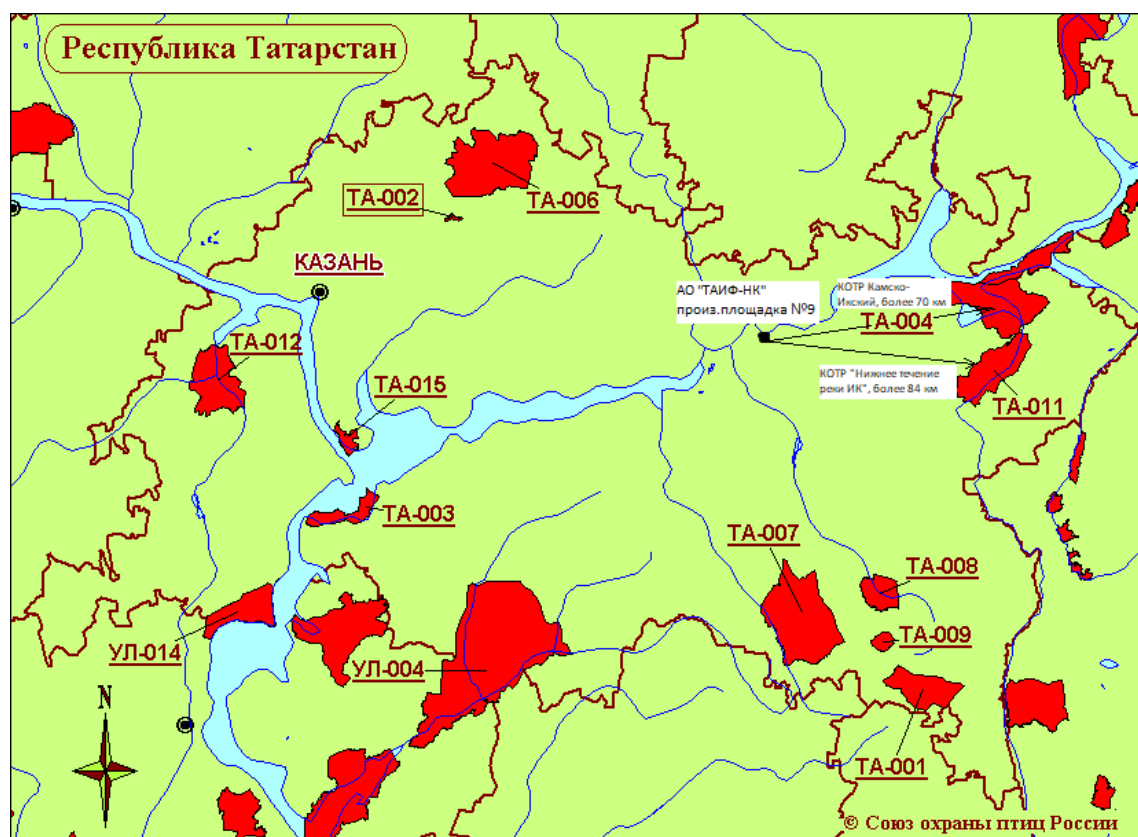 Республика Татарстан
ТА-002
ТА-006
КАЗАНЬ
АО "ТАИФ-НК"
произ.площадка №9
КОТР Камско-
Икский, более 70 км
ТА-004
ТА-012
ТА-015
КОТР "Нижнее течение
реки ИК", более 84 км
ТА-011
ТА-003
ТА-007
ТА-008
ТА-009
УЛ-014
УЛ-004
N
ТА-001
© Союз охраны птиц России